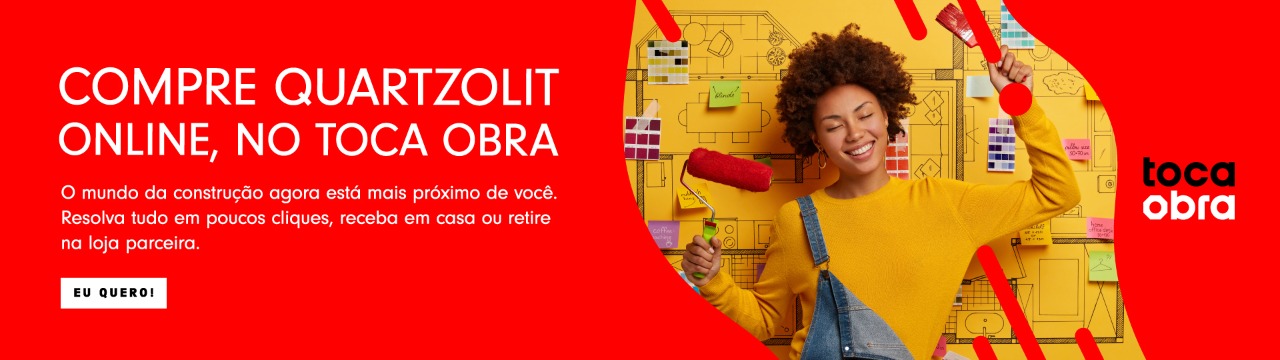 COMPRE QUARTZOLIT
ONLINE, NO TOCA OBRA
O mundo da construção agora está mais próximo de você.
Resolva tudo em poucos cliques, receba em casa ou retire
na loja parceira.
EU QUERO!
toca
obra